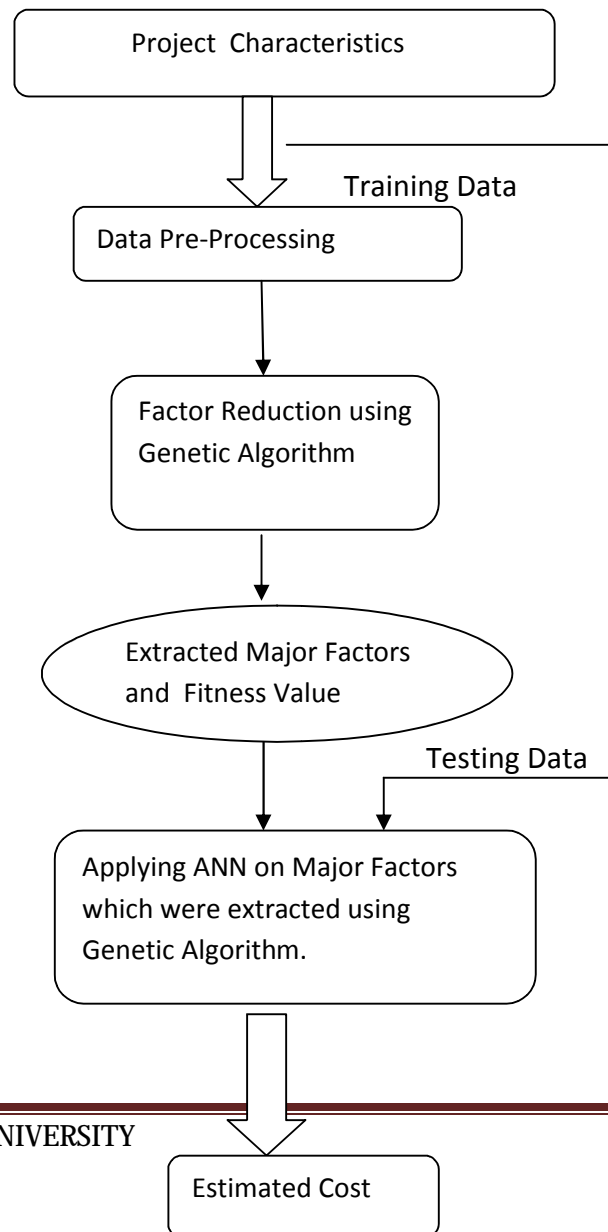 Project Characteristics
Training Data
Data Pre-Processing
Factor Reduction using
Genetic Algorithm
Extracted Major Factors
and Fitness Value
Testing Data
Applying ANN on Major Factors
which were extracted using
Genetic Algorithm.
NIVERSITY
Estimated Cost